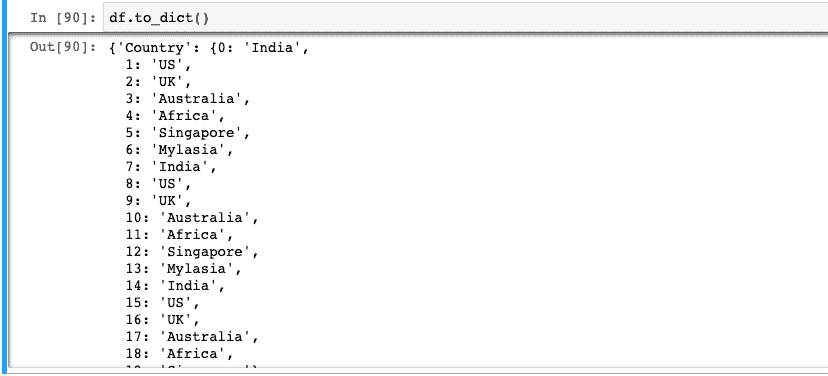 In [90]: df.to_dict()
Out[90]: {'Country': {0: 'India',
1: 'US',
2: 'UK',
3: 'Australia',
4: 'Africa',
5: 'Singapore',
6: 'Mylasia',
7: 'India',
8: 'US',
9: 'UK',
10: 'Australia',
11: 'Africa',
12: 'Singapore',
13: 'Mylasia',
14: 'India',
15: 'US',
16: 'UK',
17: 'Australia',
18: 'Africa',